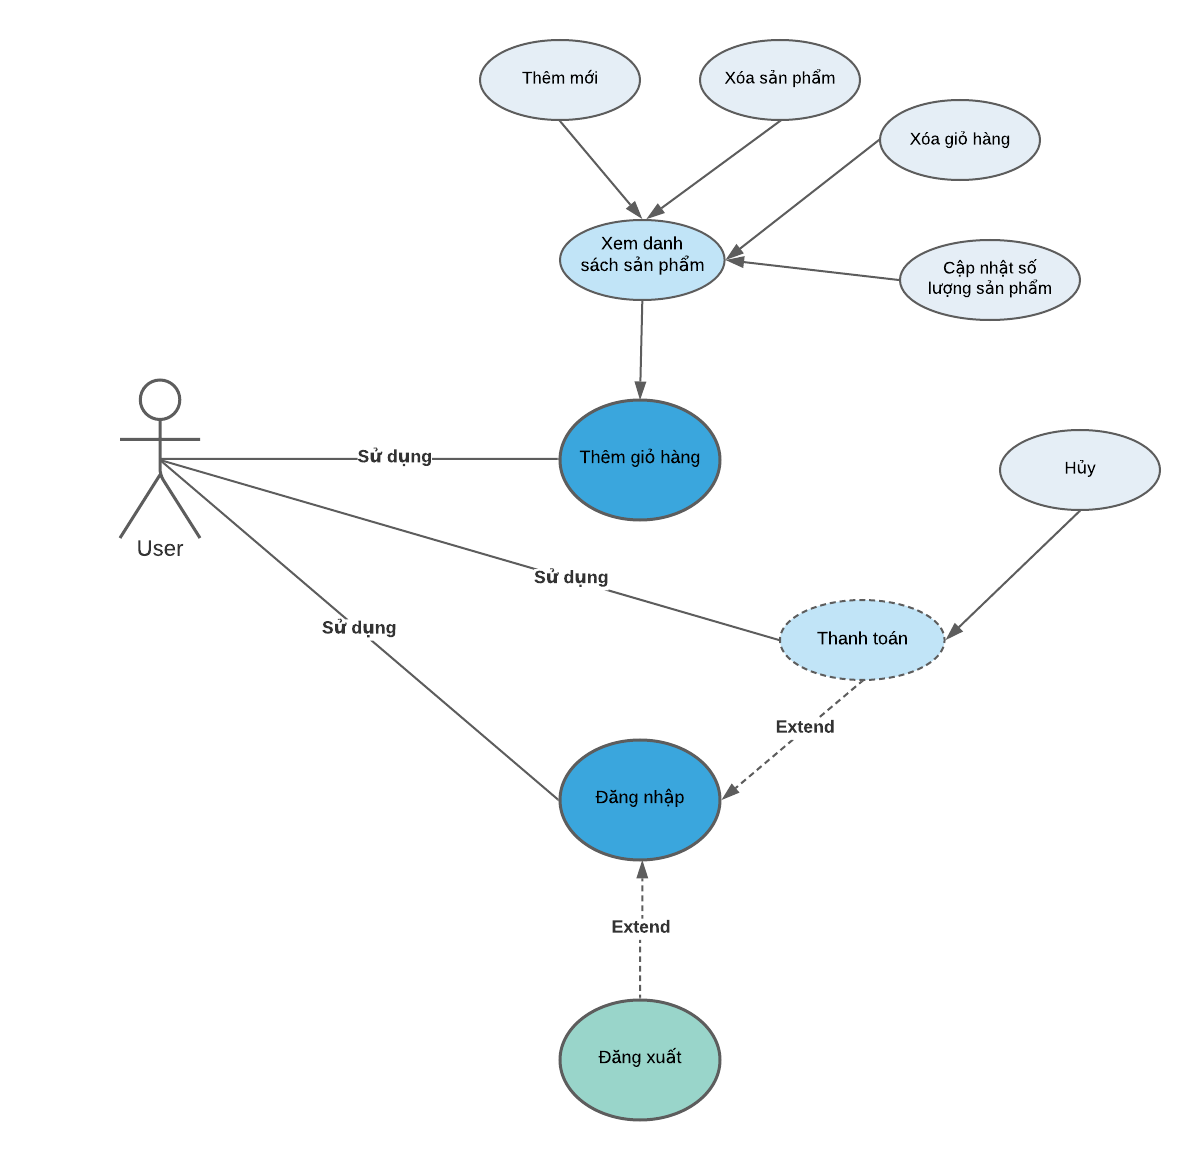 Thêm mới
Xóa sản phẩm
Xóa giỏ hàng
Xem danh
sách sản phẩm
Cập nhật số
lượng sản phẩm
Sử dụng
Thêm giỏ hàng
Hủy
User
Sử dụng
Sử dụng
Thanh toán
Extend
Đăng nhập
Extend
Đăng xuất